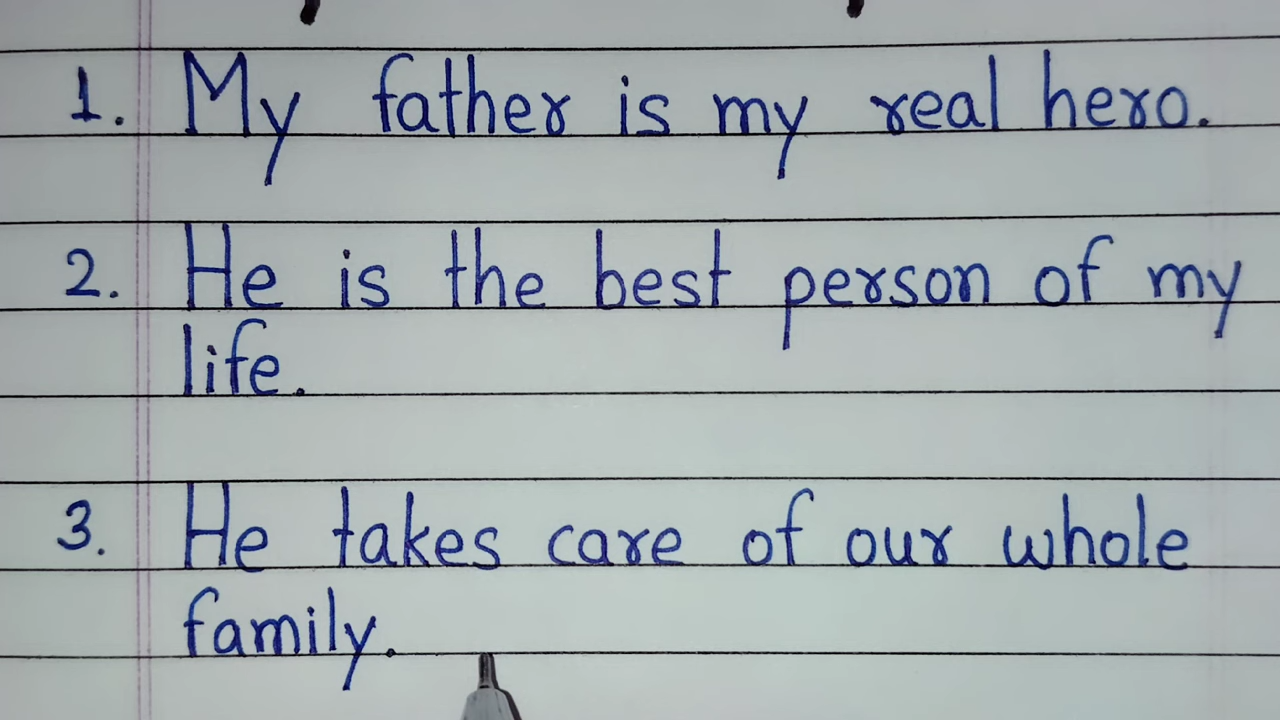 1. My father is my real hero.
2. He is the best person of my
life.
3. He takes care of our whole
family.